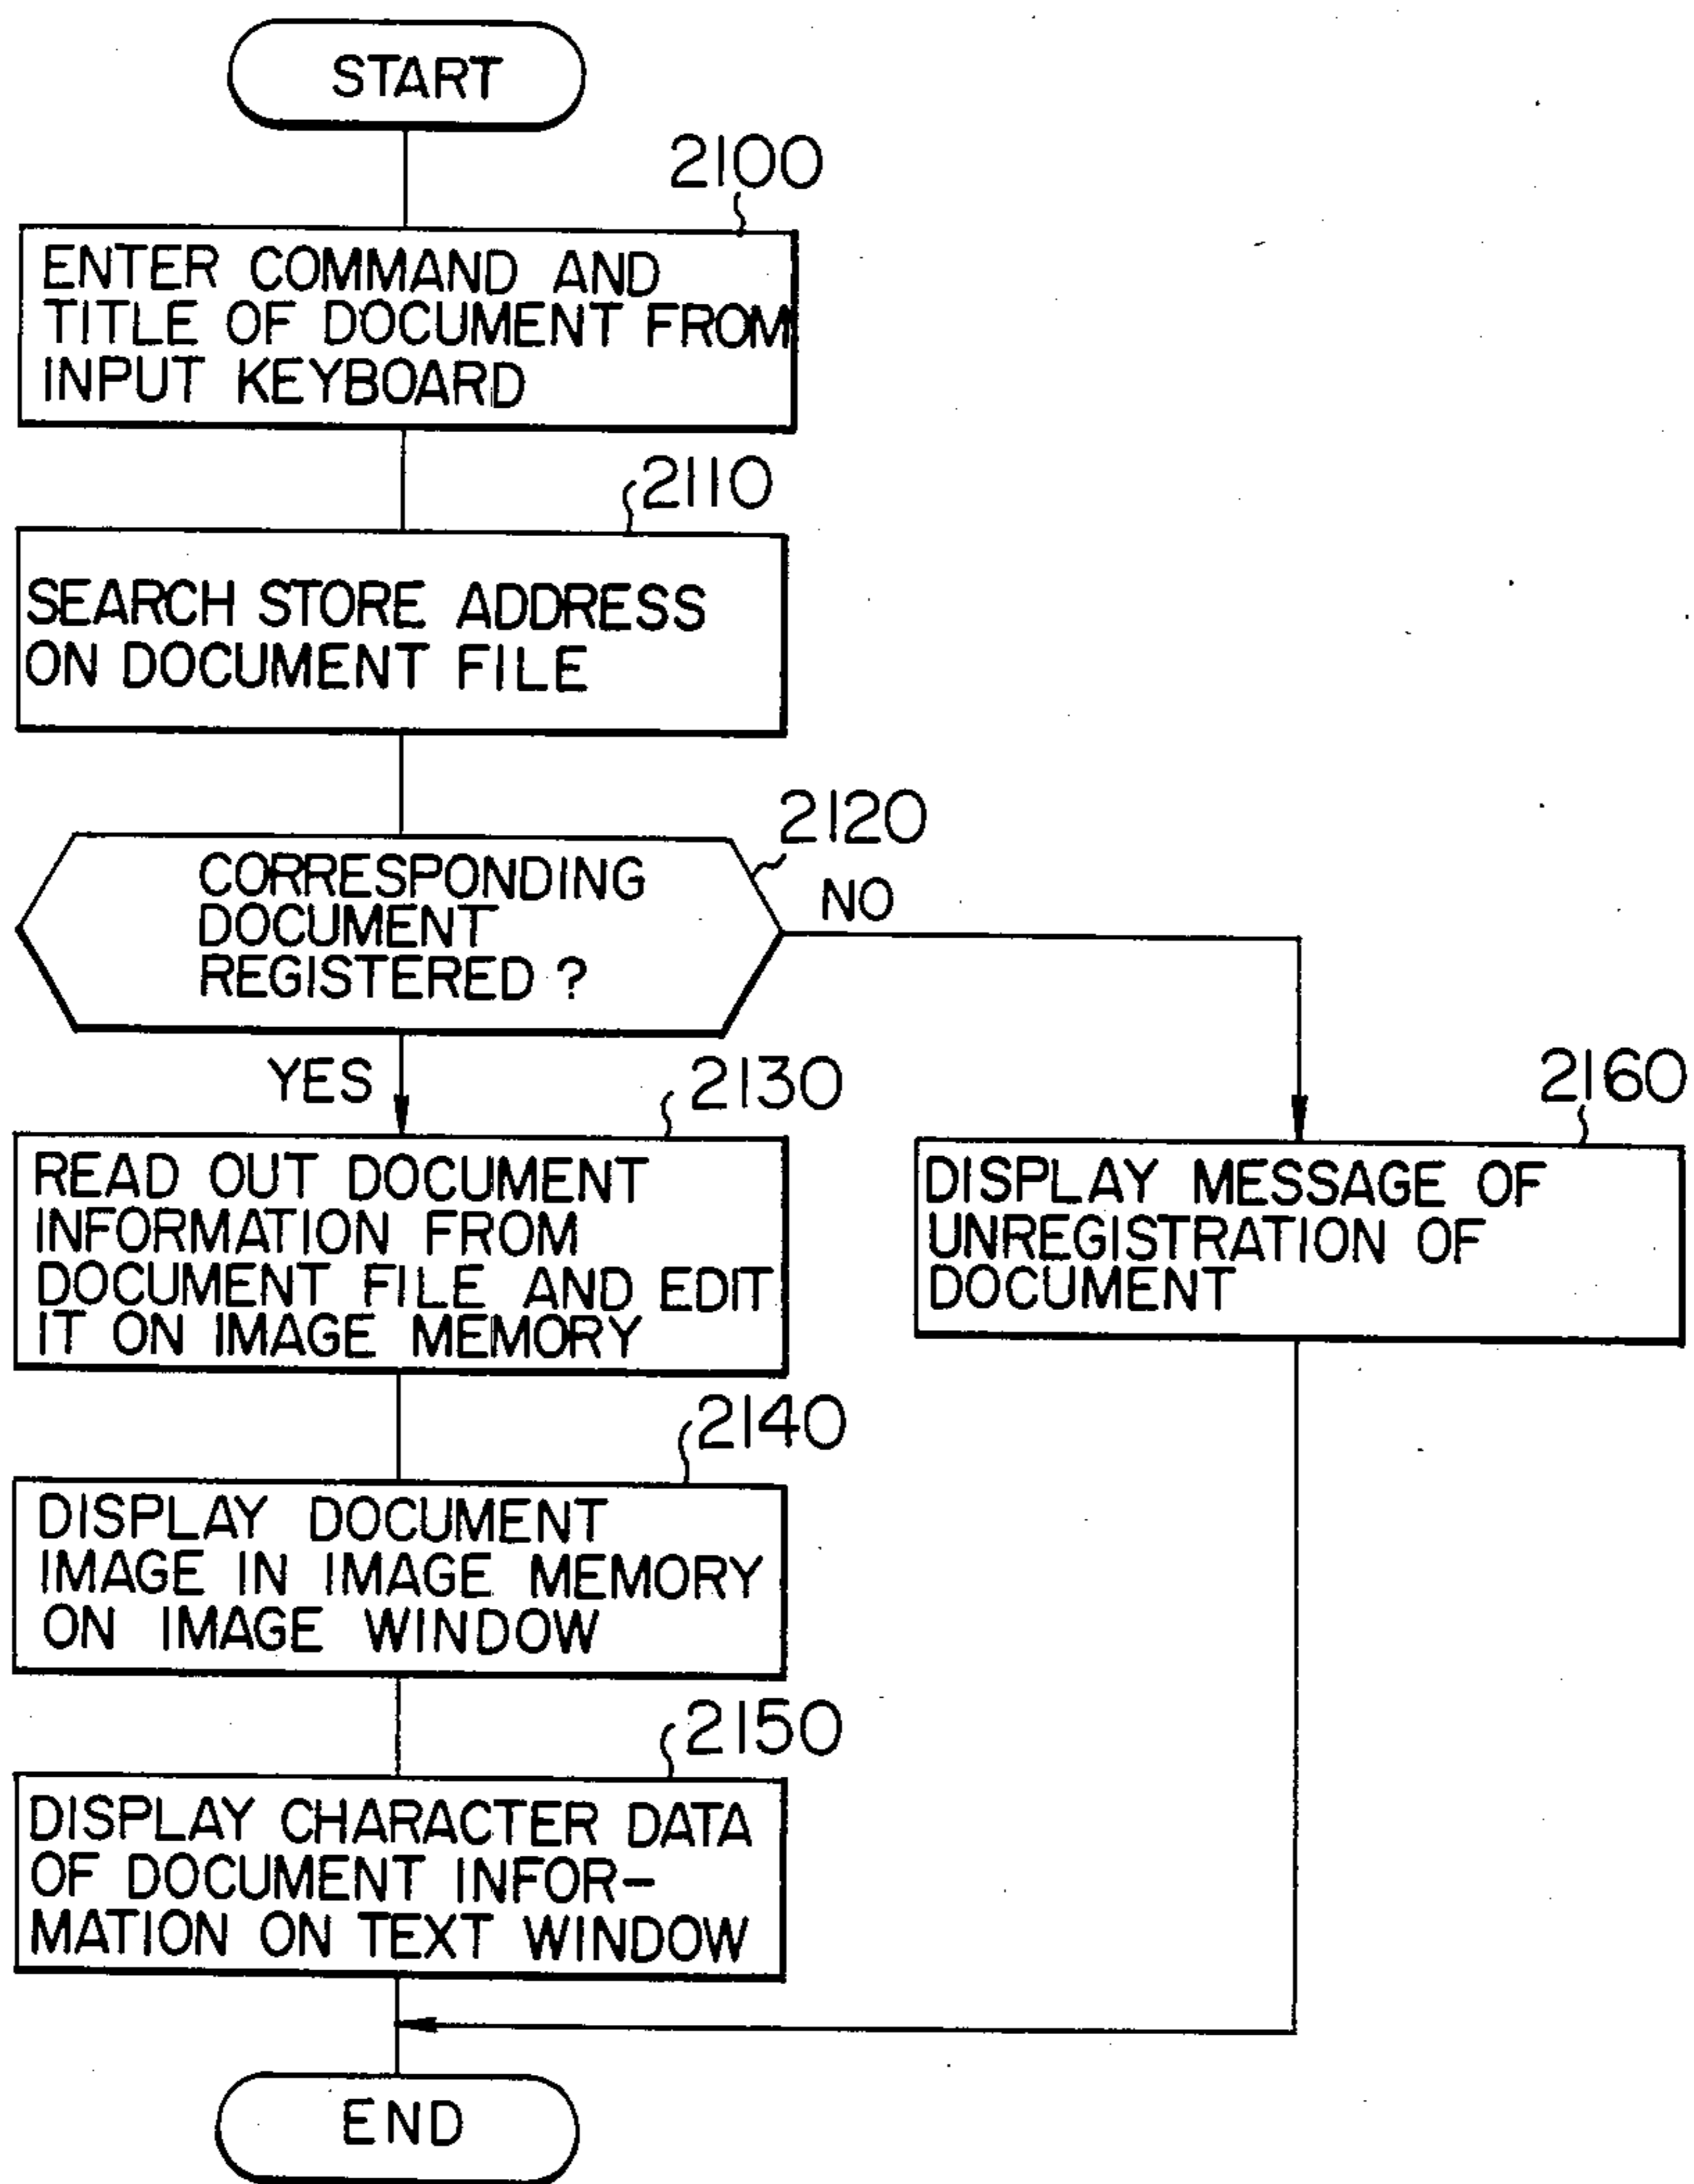 START
2100
ENTER COMMAND AND
TITLE OF DOCUMENT FROM
INPUT KEYBOARD
2110
SEARCH STORE ADDRESS
ON DOCUMENT FILE
2120
CORRESPONDING
DOCUMENT
REGISTERED ?
NO
YES
2130
READ OUT DOCUMENT
INFORMATION FROM
DOCUMENT FILE AND EDIT
IT ON IMAGE MEMORY
2160
DISPLAY MESSAGE OF
UNREGISTRATION OF
DOCUMENT
2140
DISPLAY DOCUMENT
IMAGE IN IMAGE MEMORY
ON IMAGE WINDOW
2150
DISPLAY CHARACTER DATA
OF DOCUMENT INFOR-
MATION ON TEXT WINDOW
END